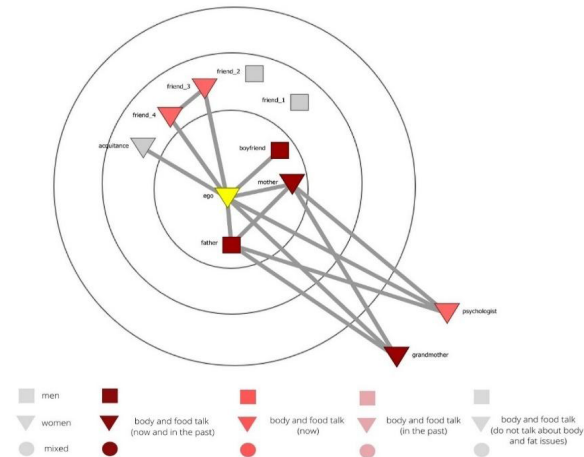 friend_2
friend_3
friend_1
friend_4
acquitance
boyfriend
mother
ego
father
psychologist
grandmother
men
women
mixed
body and food talk
(now and in the past)
body and food talk
(now)
body and food talk
(in the past)
body and food talk
(do not talk about body
and fat issues)